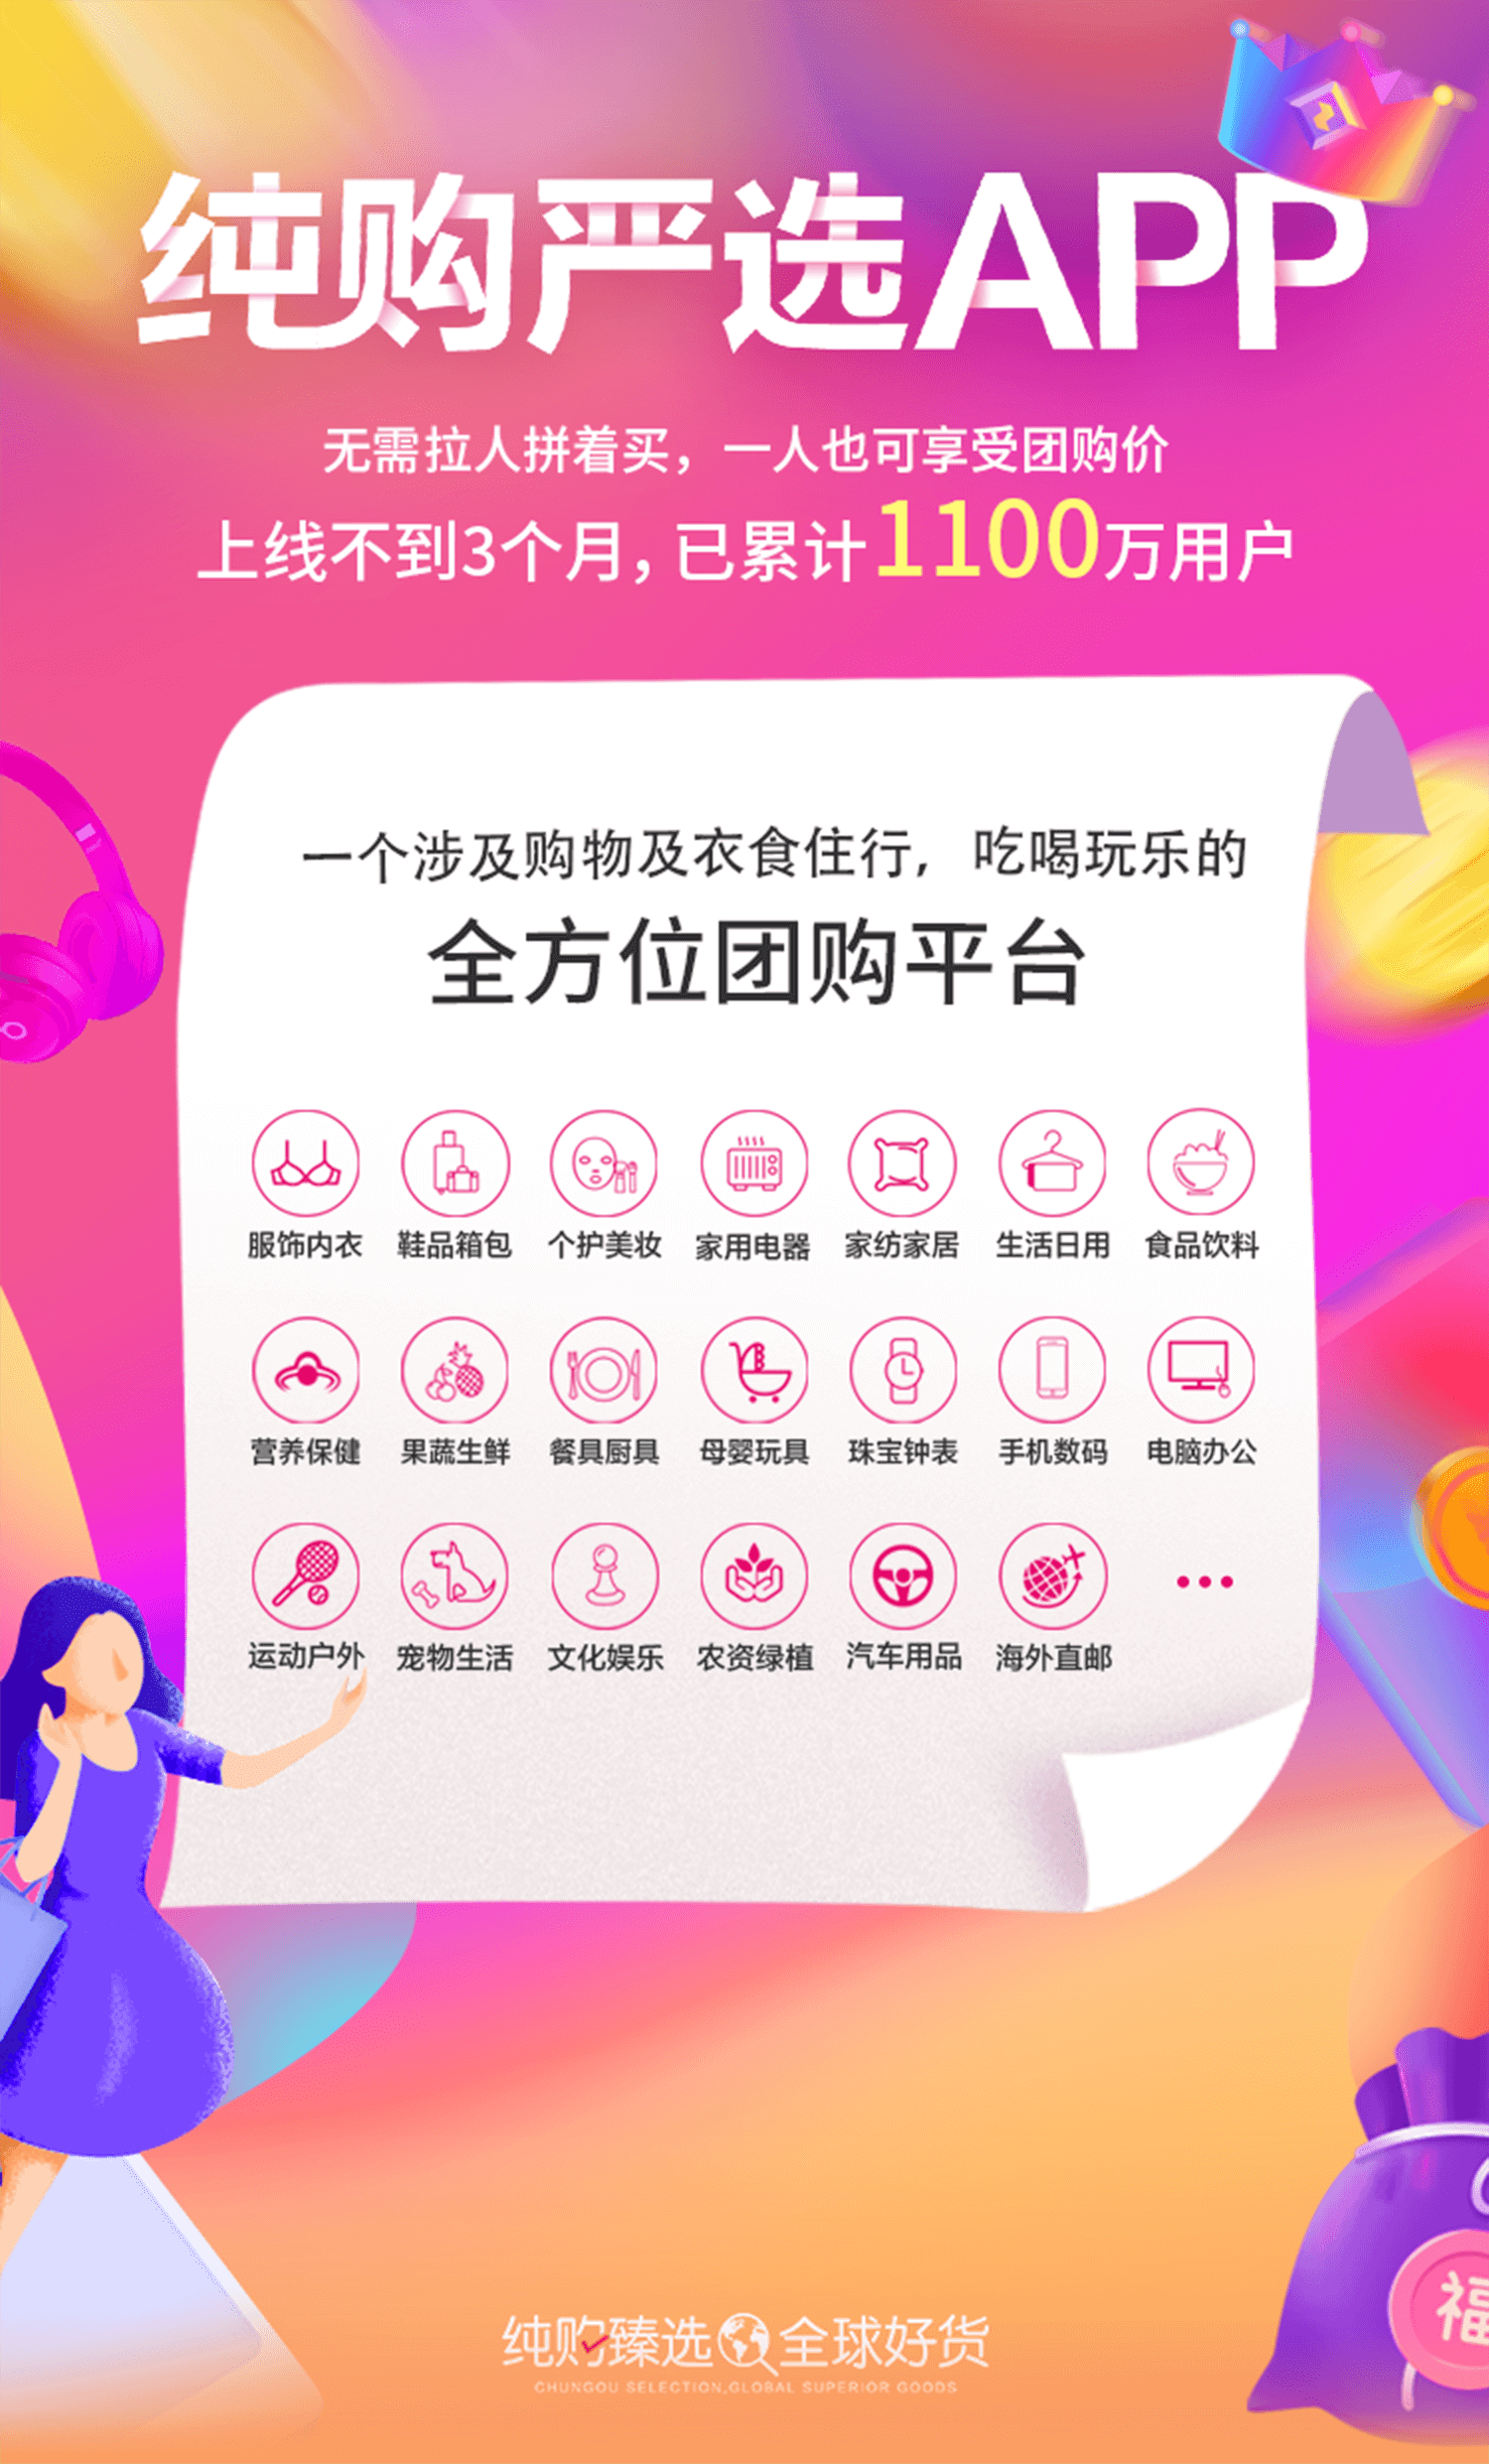 纯购严选APP
无需拉人拼着买，一人也可享受团购价
上线不到3个月，已累计1100万用户
一个涉及购物及衣食住行，吃喝玩乐的
全方位团购平台
服饰内衣 鞋品箱包 个护美妆 家用电器 家纺家居 生活日用 食品饮料
营养保健 果蔬生鲜 餐具厨具 母婴玩具 珠宝钟表 手机数码 电脑办公
运动户外 宠物生活 文化娱乐 农资绿植 汽车用品 海外直邮 •••
福
纯购臻选 全球好货
CHUNGOU SELECTION,GLOBAL SUPERIOR GOODS